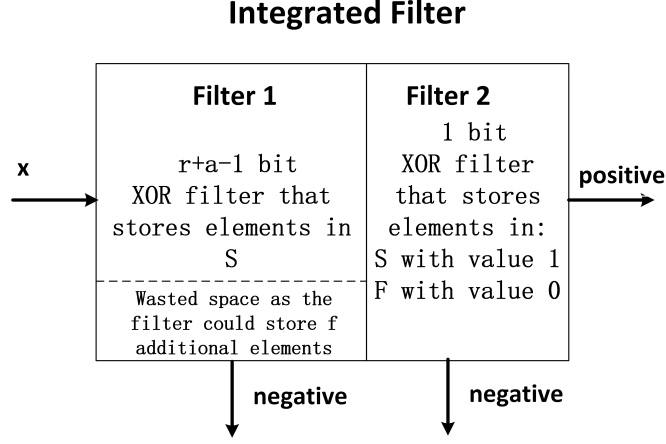 Integrated Filter
Filter 1
r+a-1 bit
XOR filter that
stores elements in
S
Wasted space as the
filter could store f
additional elements
Filter 2
1 bit
XOR filter
that stores
elements in:
S with value 1
F with value 0
x
positive
negative
negative